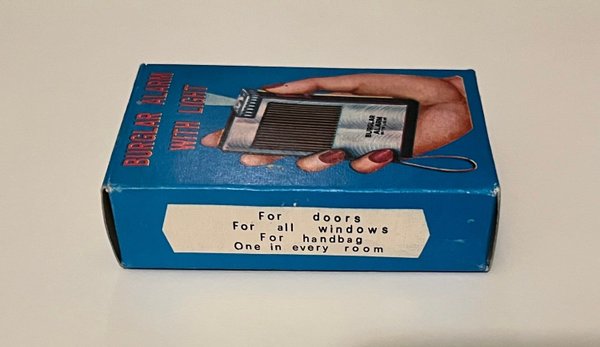 BURGLAR ALARM
WITH LIGHT
BURGLAR
ALARM
For doors
For all windows
For handbag
One in every room